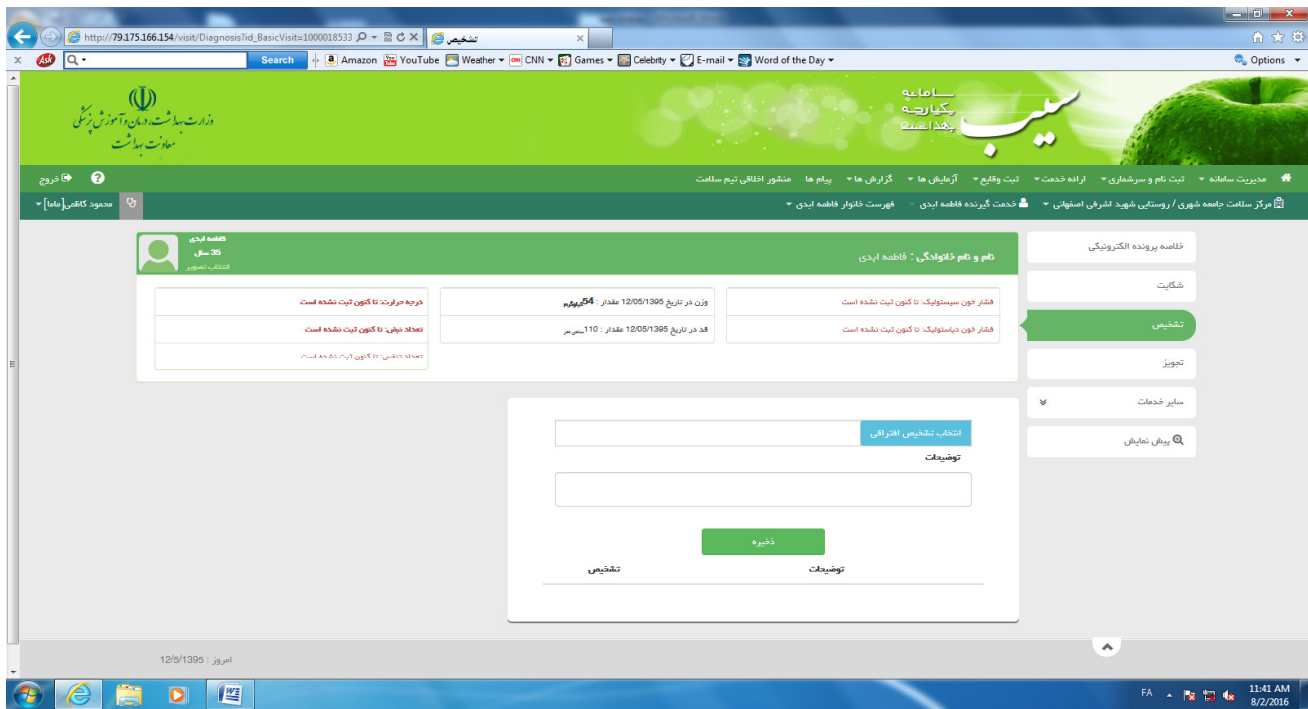 http://79.175.166.154/visit/Diagnosis?id_BasicVisit=1000018533
تشخیص
Ask Search Amazon YouTube Weather CNN Games Celebrity E-mail Word of the Day Options
سامانه
یکپارچه
بهداشت
سیب
وزارت بهداشت، درمان و آموزش پزشکی
معاونت بهداشت
مدیریت سامانه ثبت نام و سرشماری ارائه خدمت ثبت وقایع آزمایش ها گزارش ها پیام ها منشور اخلاقی تیم سلامت
خروج
مرکز سلامت جامعه شهری / روستایی شهید اشرفی اصفهانی خدمت گیرنده فاطمه ابدی فهرست خانوار فاطمه ابدی
محمود کاظمی[ماما]
خلاصه پرونده الکترونیکی
شکایت
تشخیص
تجویز
سایر خدمات
پیش نمایش
نام و نام خانوادگی : فاطمه ابدی
فاطمه ابدی
35 سال
انتخاب تصویر
فشار خون سیستولیک: تا کنون ثبت نشده است
فشار خون دیاستولیک: تا کنون ثبت نشده است
وزن در تاریخ 12/05/1395 مقدار : 54کیلوگرم
قد در تاریخ 12/05/1395 مقدار : 110سانتی متر
درجه حرارت: تا کنون ثبت نشده است
تعداد نبض: تا کنون ثبت نشده است
تعداد تنفس: تا کنون ثبت نشده است
انتخاب تشخیص افتراقی
توضیحات
ذخیره
توضیحات تشخیص
امروز : 12/5/1395
FA
11:41 AM
8/2/2016